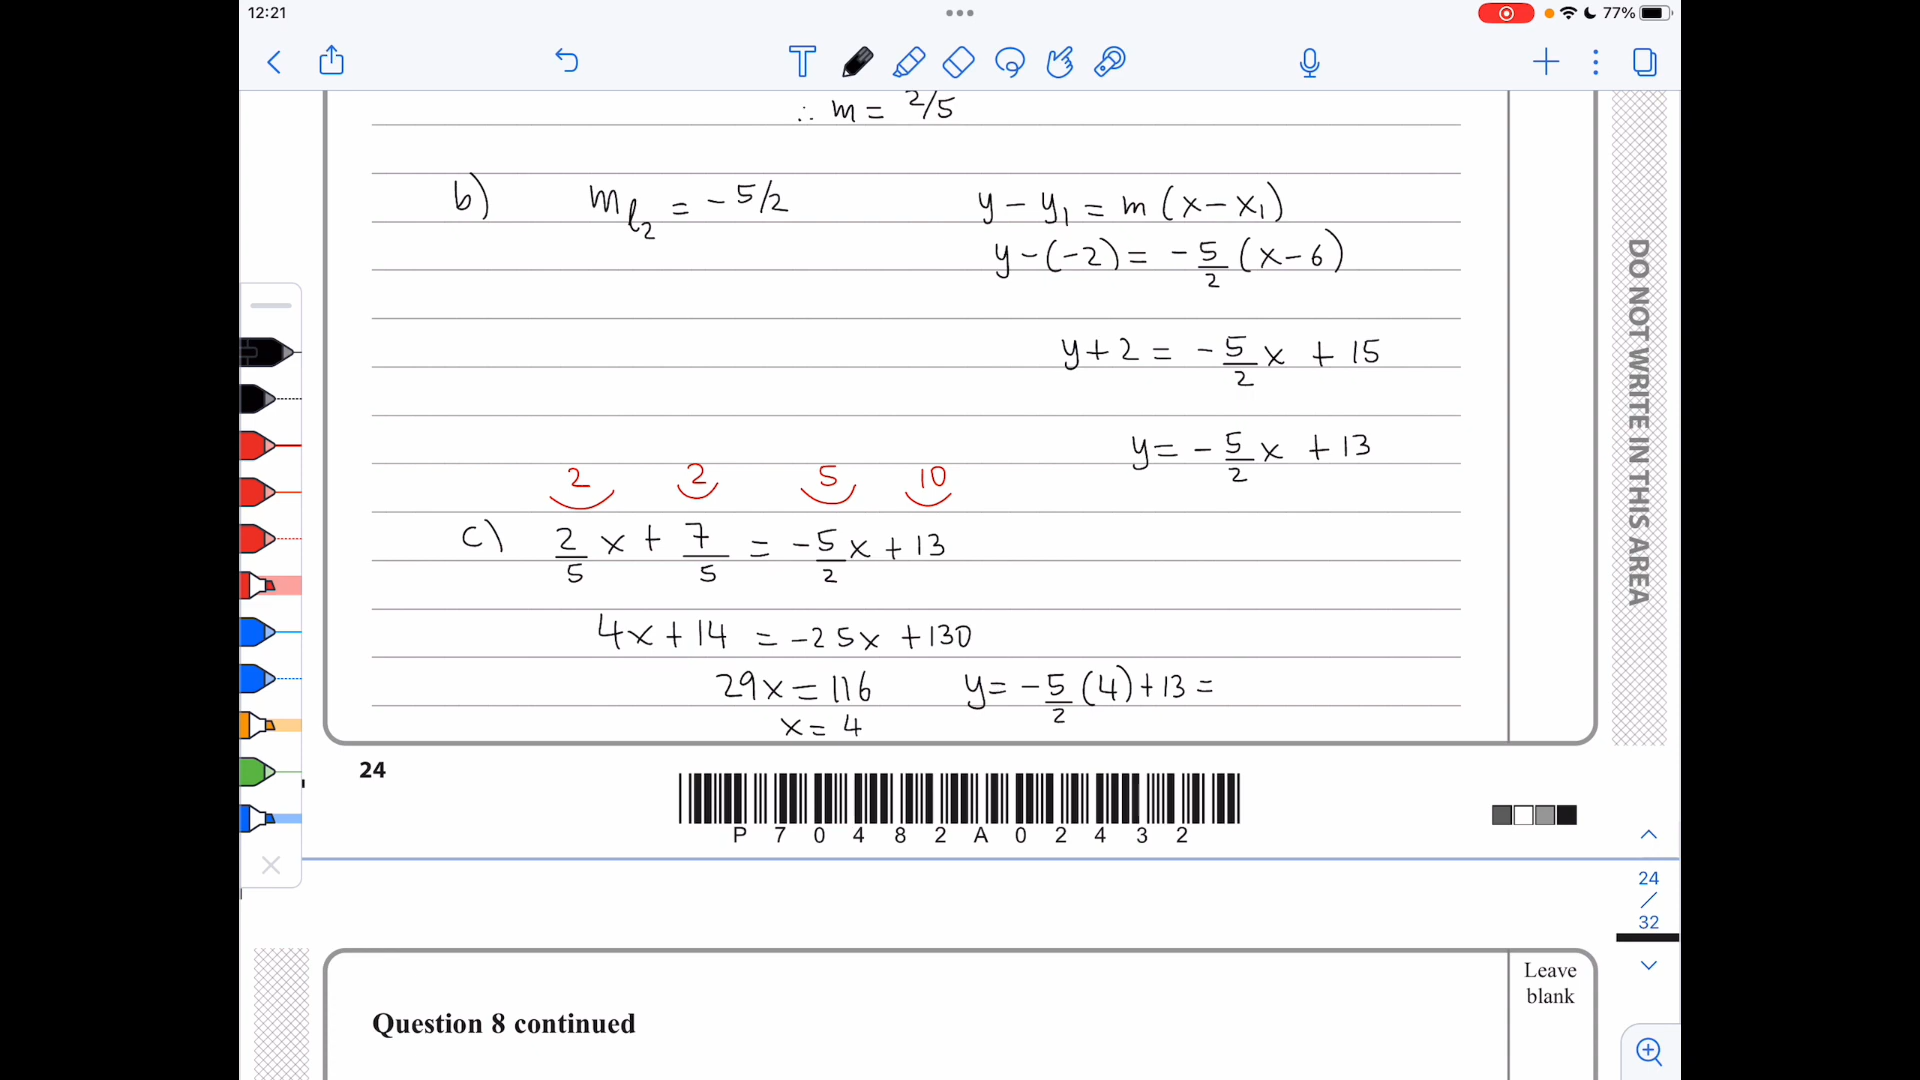 12:21
77%
∴ m = 2/5
b) m_l2 = -5/2 y - y1 = m(x - x1)
y - (-2) = -5/2 (x - 6)
y + 2 = -5/2 x + 15
y = -5/2 x + 13
2 2 5 10
c) 2/5 x + 7/5 = -5/2 x + 13
4x + 14 = -25x + 130
29x = 116 y = -5/2 (4) + 13 =
x = 4
DO NOT WRITE IN THIS AREA
24
P 7 0 4 8 2 A 0 2 4 3 2
24
/
32
Leave
blank
Question 8 continued